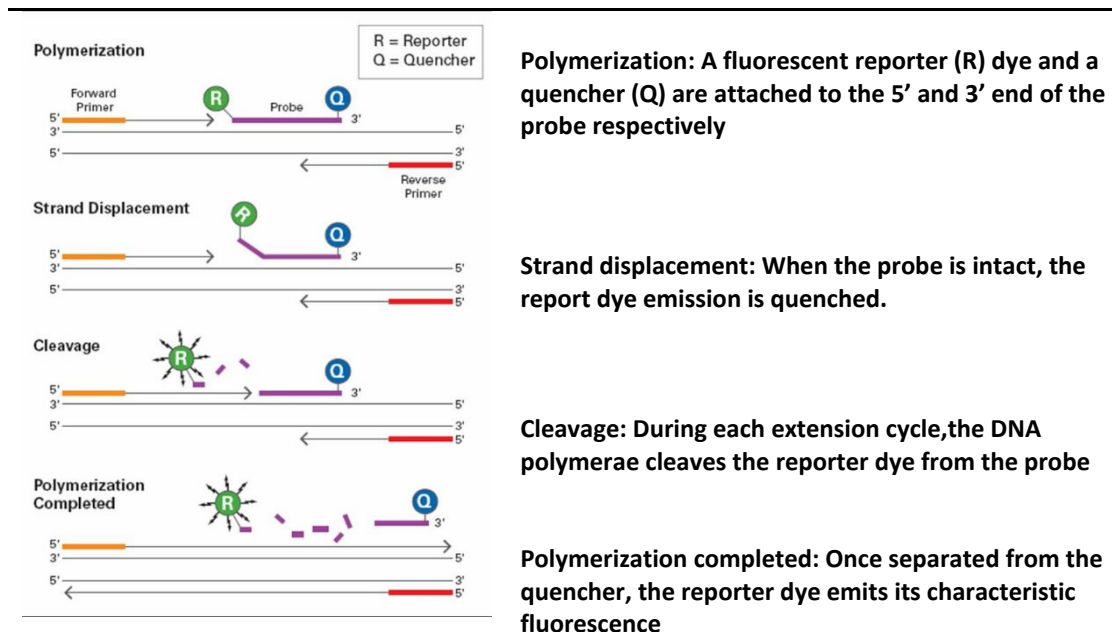 Polymerization
R = Reporter
Q = Quencher
Forward
Primer
R
Probe
Q
5'
3'
3'
5'
5'
3'
5'
Reverse
Primer
Polymerization: A fluorescent reporter (R) dye and a
quencher (Q) are attached to the 5’ and 3’ end of the
probe respectively
Strand Displacement
R
Q
5'
3'
3'
5'
5'
3'
5'
Strand displacement: When the probe is intact, the
report dye emission is quenched.
Cleavage
R
Q
5'
3'
3'
5'
5'
3'
5'
Cleavage: During each extension cycle,the DNA
polymerae cleaves the reporter dye from the probe
Polymerization
Completed
R
Q
3'
5'
3'
5'
5'
3'
5'
Polymerization completed: Once separated from the
quencher, the reporter dye emits its characteristic
fluorescence